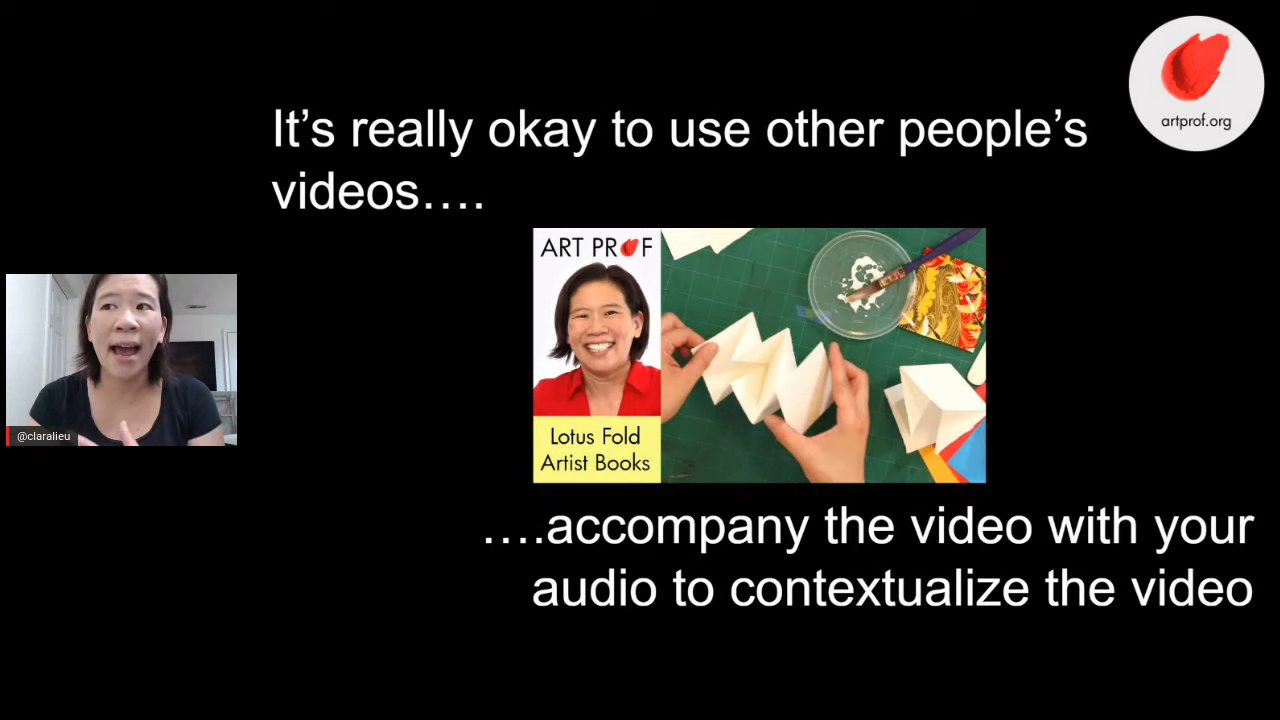 It’s really okay to use other people’s
videos….
artprof.org
ART PROF
Lotus Fold
Artist Books
@claralieu
….accompany the video with your
audio to contextualize the video